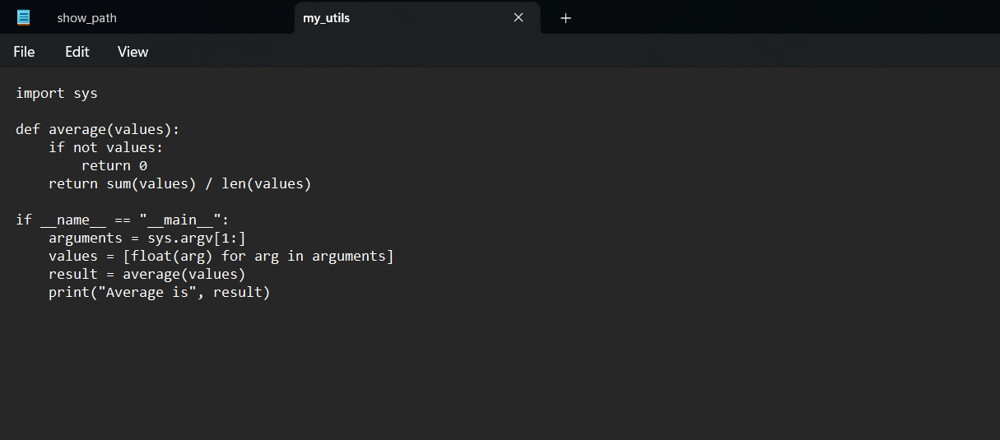 show_path
my_utils
File Edit View
import sys
def average(values):
    if not values:
        return 0
    return sum(values) / len(values)
if __name__ == "__main__":
    arguments = sys.argv[1:]
    values = [float(arg) for arg in arguments]
    result = average(values)
    print("Average is", result)